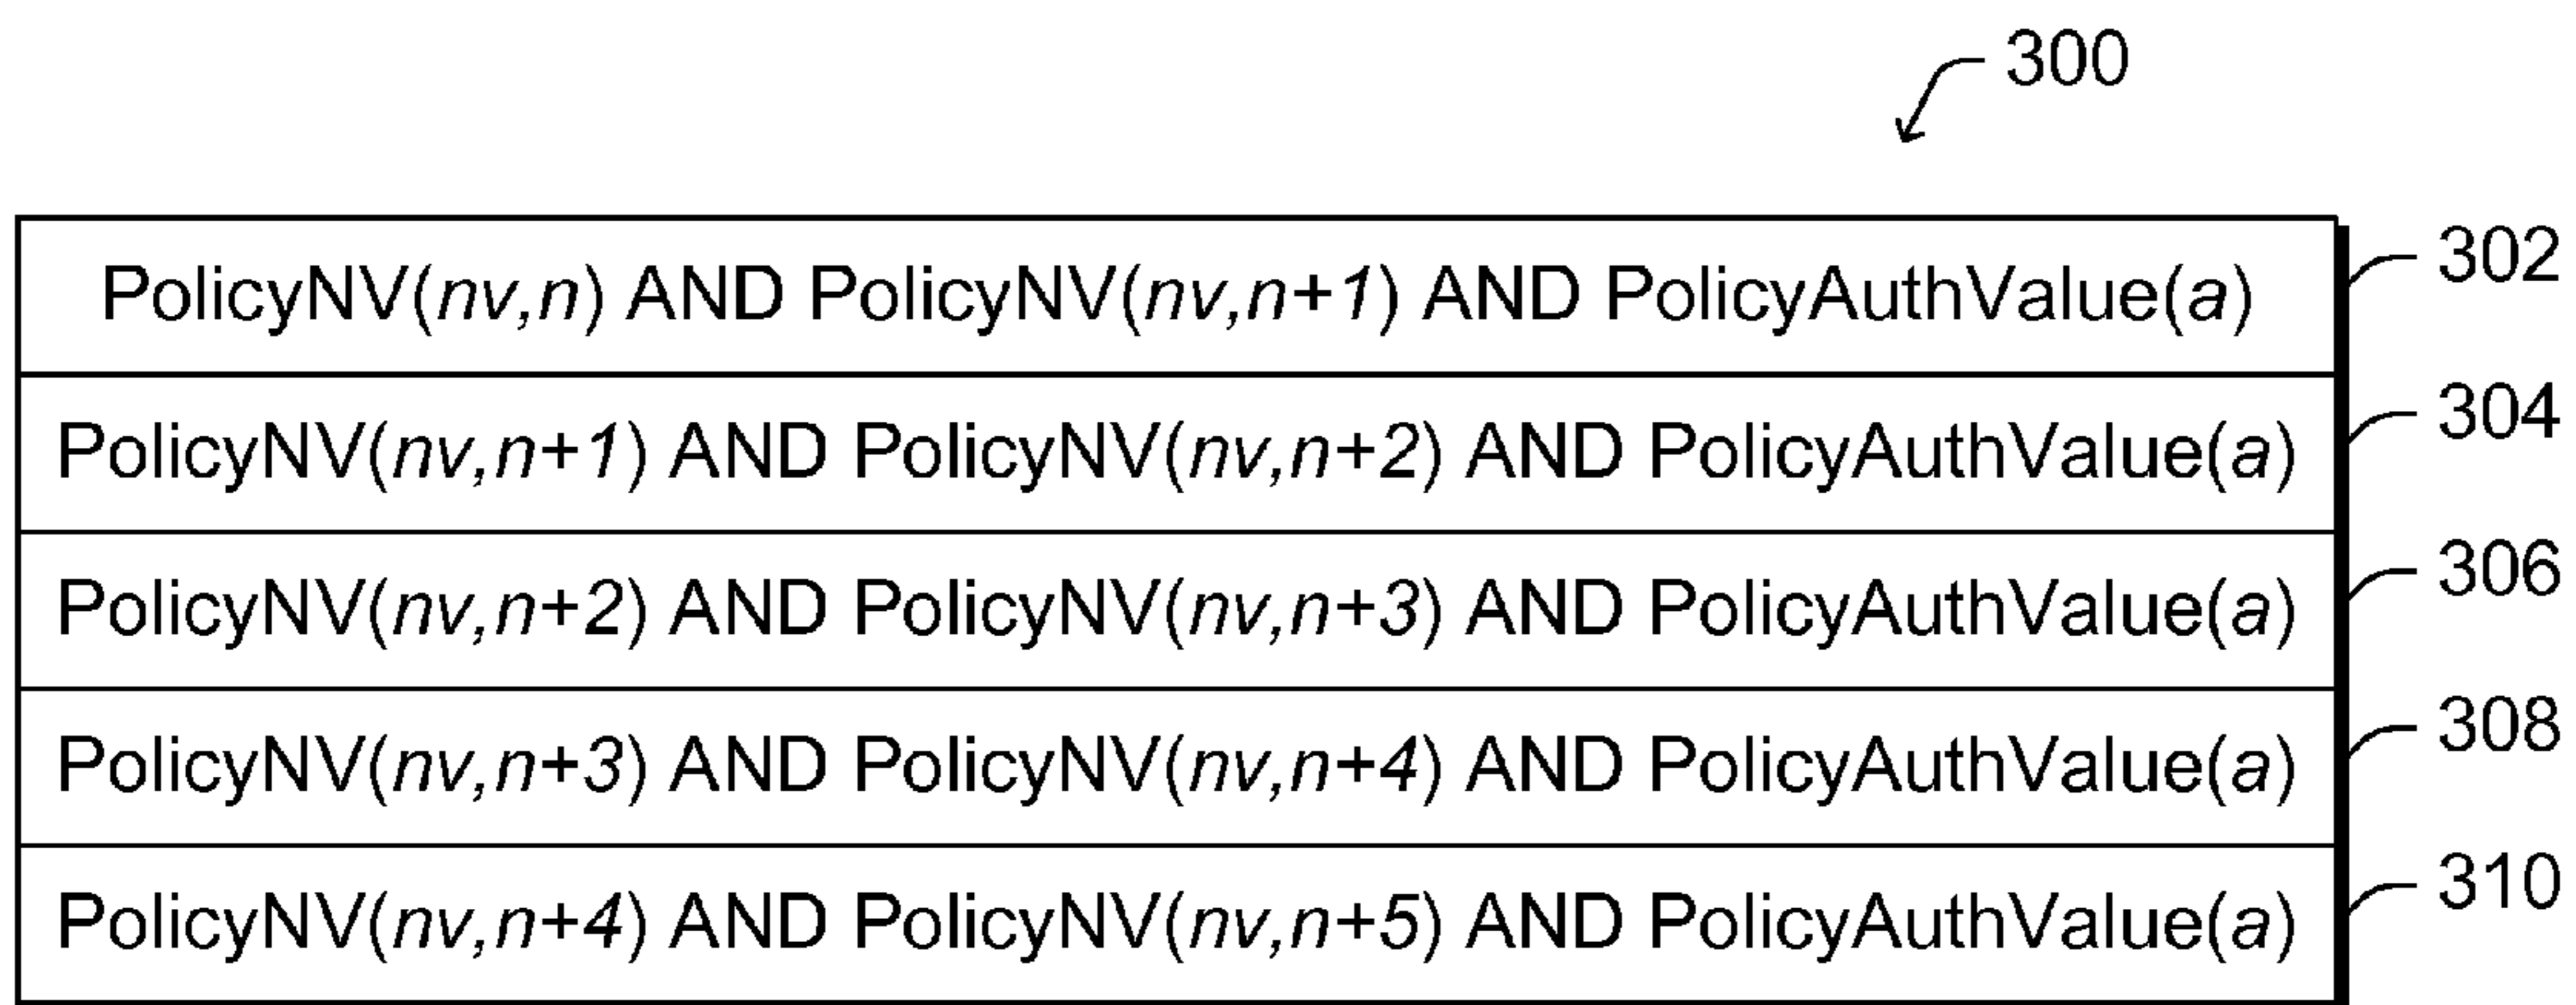 300
PolicyNV(nv,n) AND PolicyNV(nv,n+1) AND PolicyAuthValue(a) 302
PolicyNV(nv,n+1) AND PolicyNV(nv,n+2) AND PolicyAuthValue(a) 304
PolicyNV(nv,n+2) AND PolicyNV(nv,n+3) AND PolicyAuthValue(a) 306
PolicyNV(nv,n+3) AND PolicyNV(nv,n+4) AND PolicyAuthValue(a) 308
PolicyNV(nv,n+4) AND PolicyNV(nv,n+5) AND PolicyAuthValue(a) 310